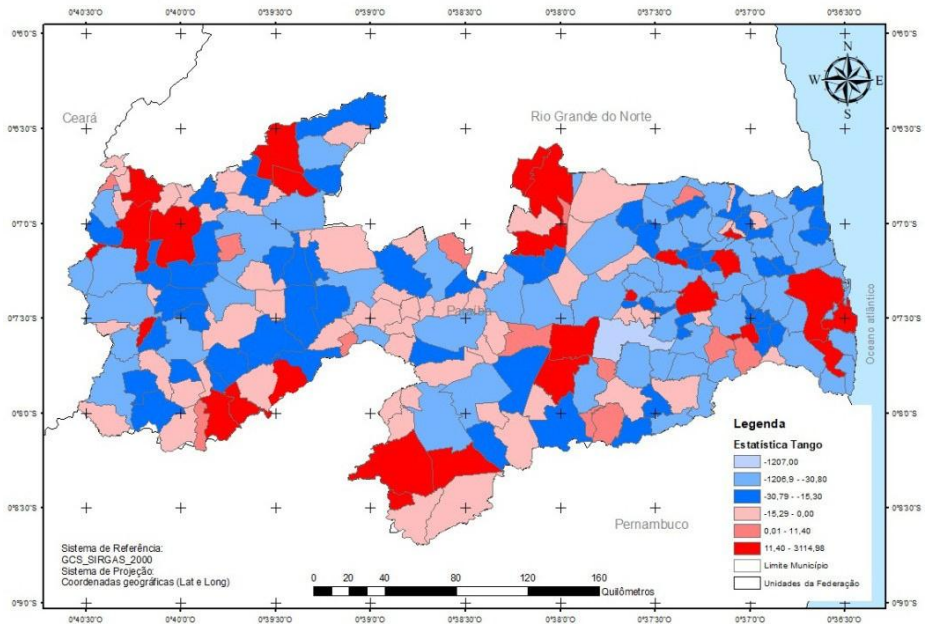 0°40'30"O 0°40'0"O 0°39'30"O 0°39'0"O 0°38'30"O 0°38'0"O 0°37'30"O 0°37'0"O 0°36'30"O
0°6'0"S 0°6'0"S
N
W E
S
Ceará
Rio Grande do Norte
0°6'30"S 0°6'30"S
0°7'0"S 0°7'0"S
Paraíba
0°7'30"S 0°7'30"S
Oceano atlântico
0°8'0"S 0°8'0"S
Legenda
Estatística Tango
-1207,00
-1206,9 - -30,80
-30,79 - -15,30
-15,29 - 0,00
0,01 - 11,40
11,40 - 3114,98
Limite Município
Unidades da Federação
0°8'30"S 0°8'30"S
Pernambuco
Sistema de Referência:
GCS_SIRGAS_2000
Sistema de Projeção:
Coordenadas geográficas (Lat e Long)
0 10 20 40 80 120 160
Quilômetros
0°9'0"S 0°9'0"S
0°40'30"O 0°40'0"O 0°39'30"O 0°39'0"O 0°38'30"O 0°38'0"O 0°37'30"O 0°37'0"O 0°36'30"O